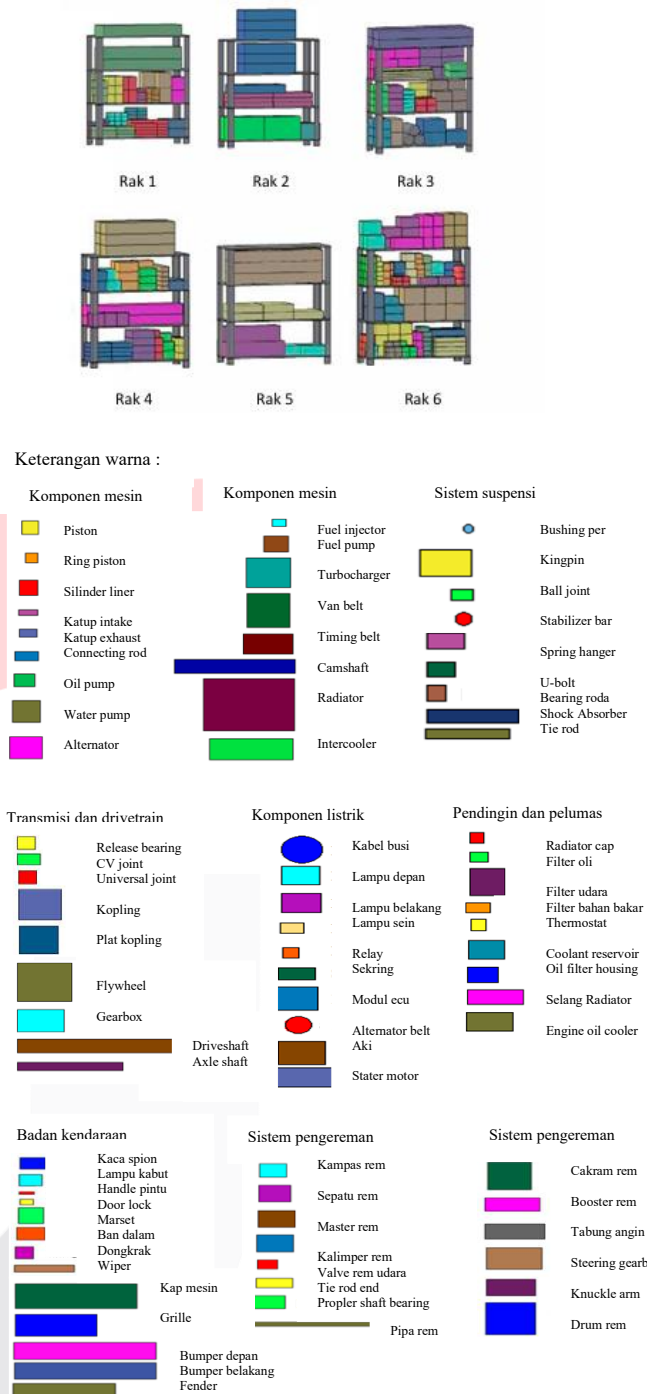 Rak 1
Rak 2
Rak 3
Rak 4
Rak 5
Rak 6
Keterangan warna :
Komponen mesin
Piston
Ring piston
Silinder liner
Katup intake
Katup exhaust
Connecting rod
Oil pump
Water pump
Alternator
Komponen mesin
Fuel injector
Fuel pump
Turbocharger
Van belt
Timing belt
Camshaft
Radiator
Intercooler
Sistem suspensi
Bushing per
Kingpin
Ball joint
Stabilizer bar
Spring hanger
U-bolt
Bearing roda
Shock Absorber
Tie rod
Transmisi dan drivetrain
Release bearing
CV joint
Universal joint
Kopling
Plat kopling
Flywheel
Gearbox
Driveshaft
Axle shaft
Komponen listrik
Kabel busi
Lampu depan
Lampu belakang
Lampu sein
Relay
Sekring
Modul ecu
Alternator belt
Aki
Stater motor
Pendingin dan pelumas
Radiator cap
Filter oli
Filter udara
Filter bahan bakar
Thermostat
Coolant reservoir
Oil filter housing
Selang Radiator
Engine oil cooler
Badan kendaraan
Kaca spion
Lampu kabut
Handle pintu
Door lock
Marset
Ban dalam
Dongkrak
Wiper
Kap mesin
Grille
Bumper depan
Bumper belakang
Fender
Sistem pengereman
Kampas rem
Sepatu rem
Master rem
Kalimper rem
Valve rem udara
Tie rod end
Propler shaft bearing
Pipa rem
Sistem pengereman
Cakram rem
Booster rem
Tabung angin
Steering gearb
Knuckle arm
Drum rem